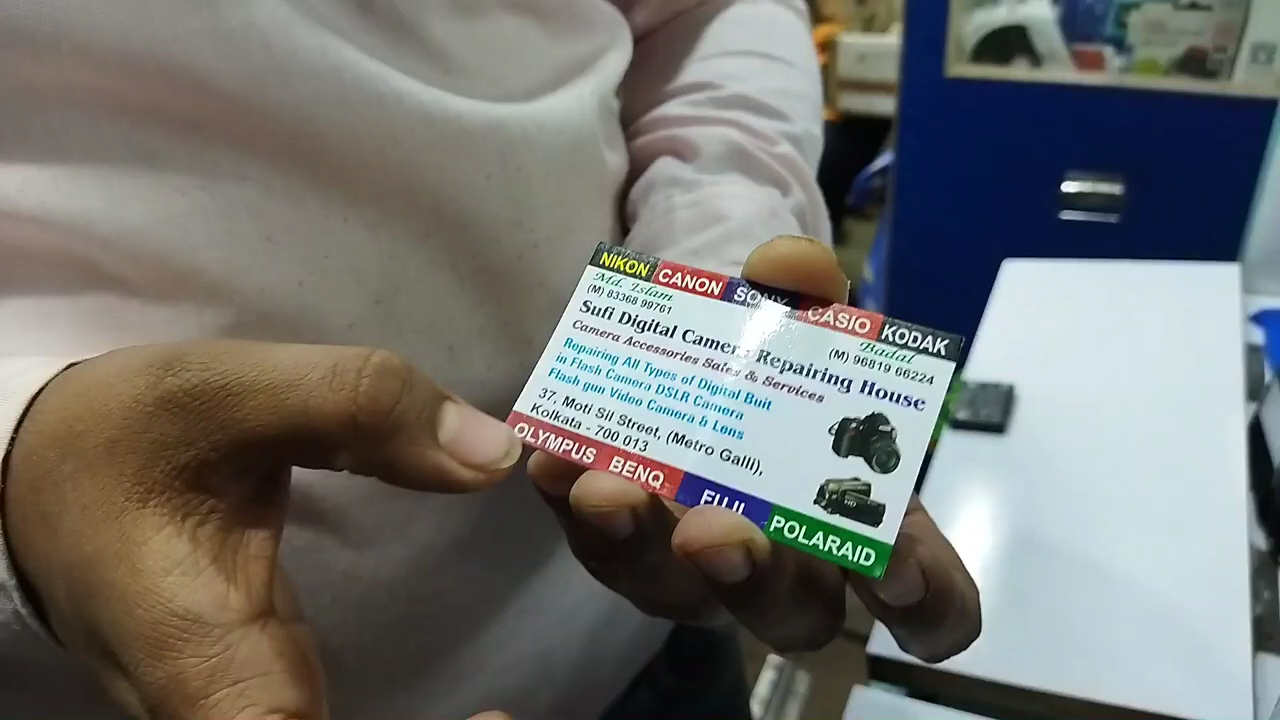 NIKON CANON SONY CASIO KODAK
Md. Islam Badal
(M) 83368 99761 (M) 96819 66224
Sufi Digital Camera Repairing House
Camera Accessories Sales & Services
Repairing All Types of Digital Buit
in Flash Camera DSLR Camera
Flash gun Video Camera & Lens
37, Moti Sil Street, (Metro Galli),
Kolkata - 700 013
OLYMPUS BENQ FUJI POLARAID